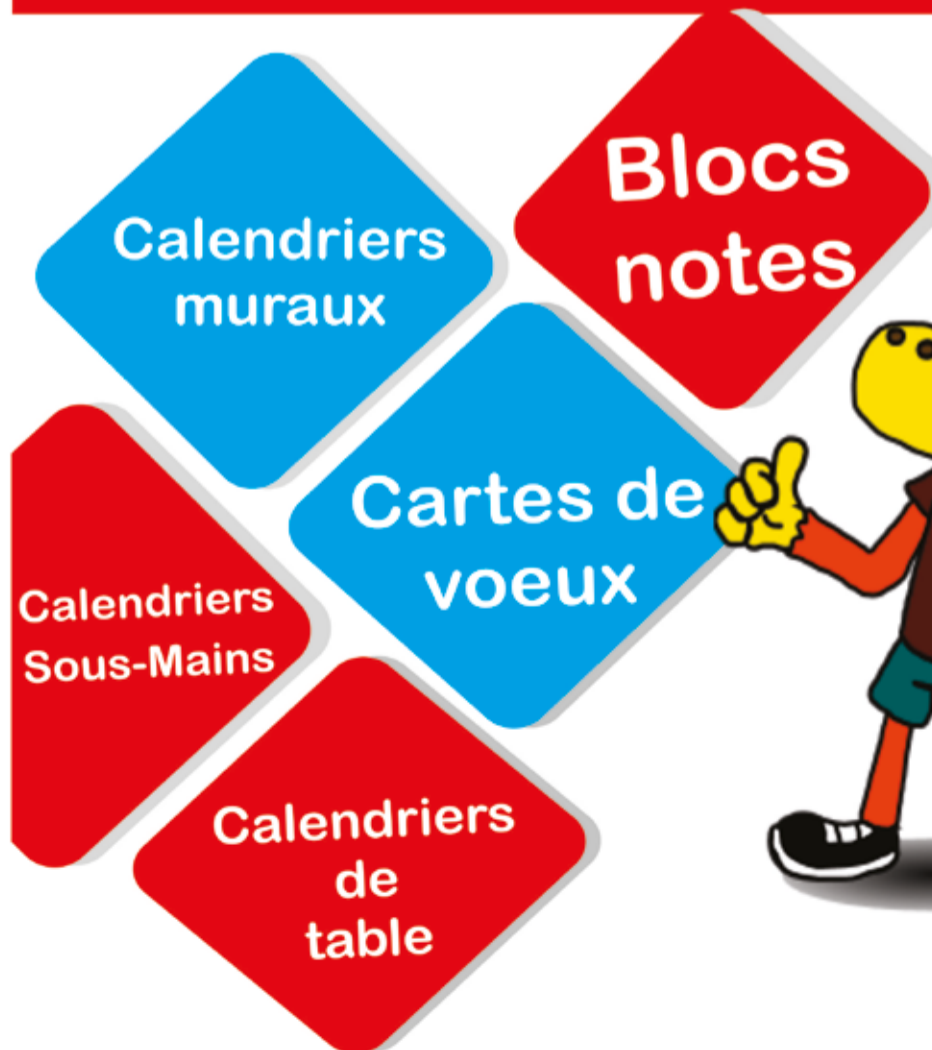 Blocs
notes
Calendriers
muraux
Cartes de
voeux
Calendriers
Sous-Mains
Calendriers
de
table